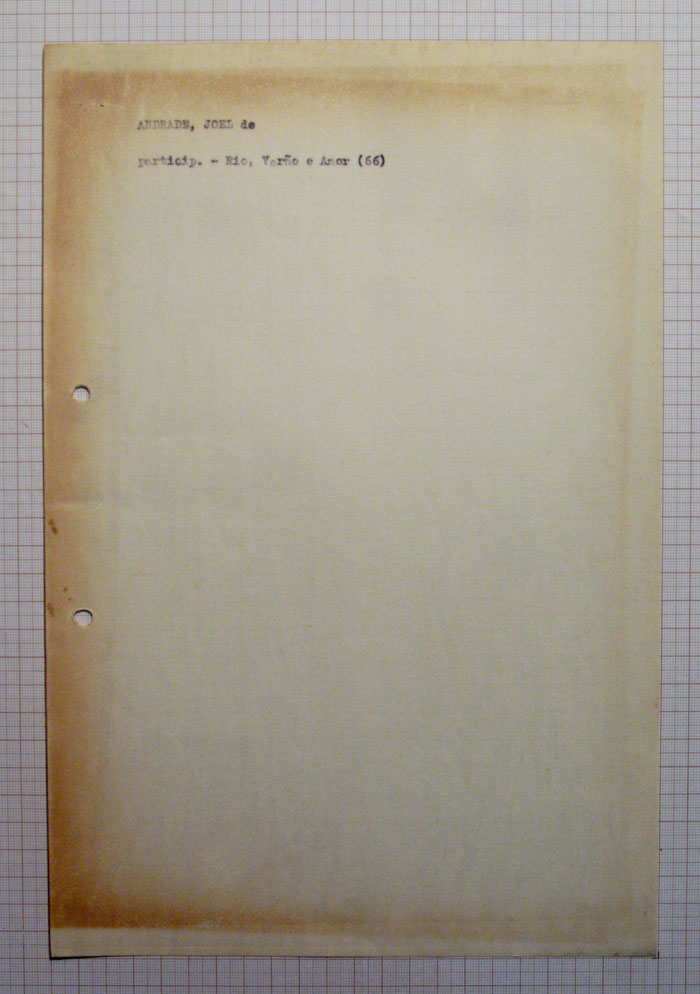 ANDRADE, JOEL de
particip. - Rio, Verão e Amor (66)